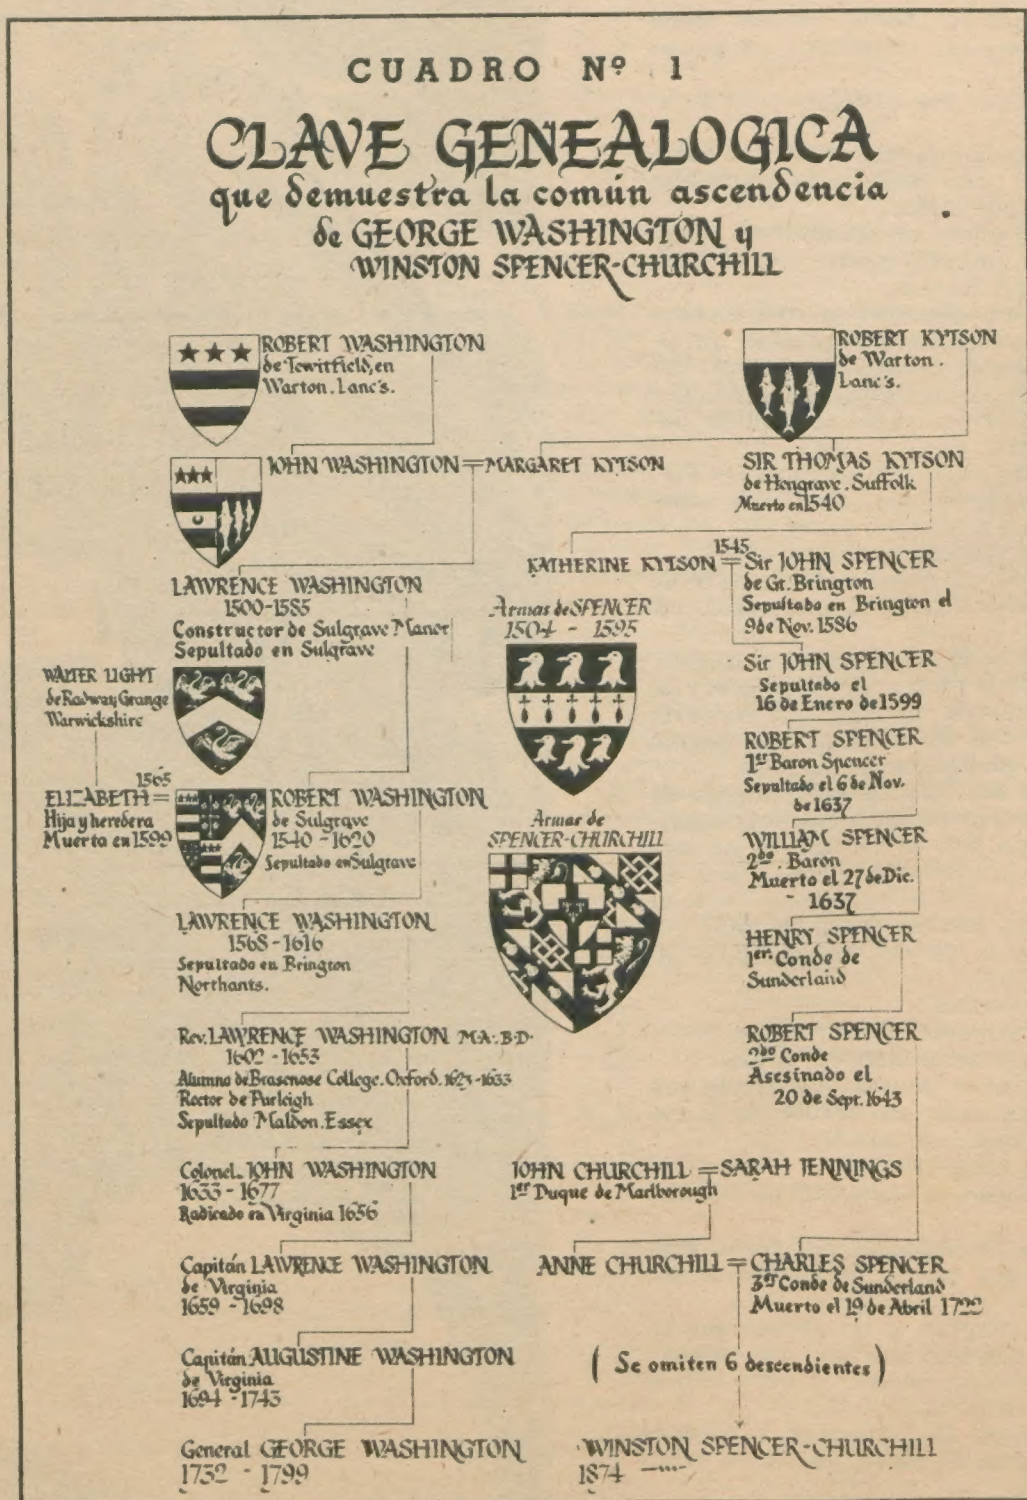 CUADRO Nº 1
CLAVE GENEALOGICA
que demuestra la común ascendencia
de GEORGE WASHINGTON y
WINSTON SPENCER-CHURCHILL
ROBERT WASHINGTON
de Tewitfield, en
Warton. Lanc's.
ROBERT KYTSON
de Warton.
Lanc's.
JOHN WASHINGTON = MARGARET KYTSON
SIR THOMAS KYTSON
de Hengrave. Suffolk
Muerto en 1540
KATHERINE KYTSON = Sir JOHN SPENCER
1545
de Gt. Brington
Sepultado en Brington el
9 de Nov. 1586
LAWRENCE WASHINGTON
1500-1585
Constructor de Sulgrave Manor
Sepultado en Sulgrave
Armas de SPENCER
1504 - 1595
Sir JOHN SPENCER
Sepultado el
16 de Enero de 1599
WALTER LIGHT
de Radway Grange
Warwickshire
ROBERT SPENCER
1er Baron Spencer
Sepultado el 6 de Nov.
de 1637
1565
ELIZABETH =
Hija y heredera
Muerta en 1599
ROBERT WASHINGTON
de Sulgrave
1540 - 1620
Sepultado en Sulgrave
Armas de
SPENCER-CHURCHILL
WILLIAM SPENCER
2do. Baron
Muerto el 27 de Dic.
- 1637
LAWRENCE WASHINGTON
1568-1616
Sepultado en Brington
Northants.
HENRY SPENCER
1er. Conde de
Sunderland
Rev. LAWRENCE WASHINGTON M.A. B.D.
1602 - 1653
Alumno de Brasenose College. Oxford. 1623-1633
Rector de Purleigh
Sepultado Maldon. Essex
ROBERT SPENCER
2do Conde
Asesinado el
20 de Sept. 1643
Colonel JOHN WASHINGTON
1633 - 1677
Radicado en Virginia 1656
JOHN CHURCHILL = SARAH JENNINGS
1er Duque de Marlborough
Capitán LAWRENCE WASHINGTON
de Virginia
1659 - 1698
ANNE CHURCHILL = CHARLES SPENCER
3er Conde de Sunderland
Muerto el 19 de Abril 1722
Capitán AUGUSTINE WASHINGTON
de Virginia
1694 - 1743
( Se omiten 6 descendientes )
General GEORGE WASHINGTON
1732 - 1799
WINSTON SPENCER-CHURCHILL
1874 -